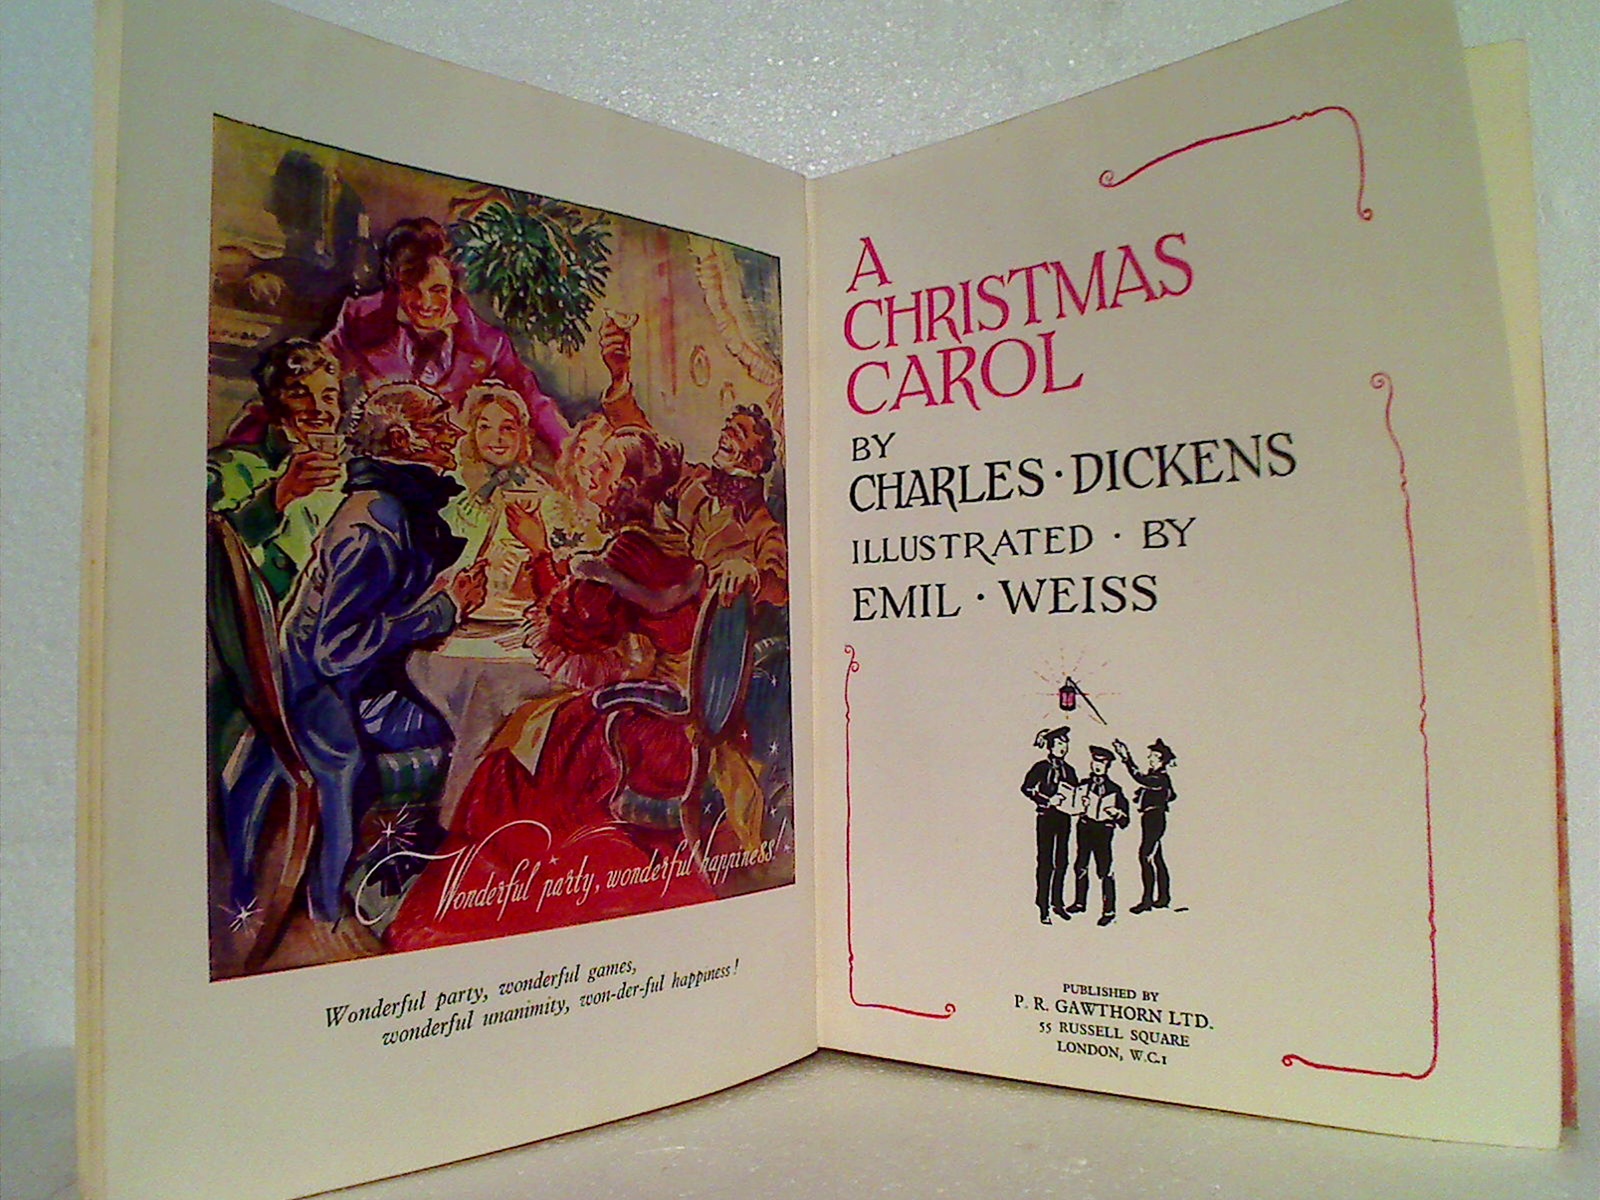 Wonderful party, wonderful happiness!
Wonderful party, wonderful games,
wonderful unanimity, won-der-ful happiness!
A
CHRISTMAS
CAROL
BY
CHARLES · DICKENS
ILLUSTRATED · BY
EMIL · WEISS
PUBLISHED BY
P. R. GAWTHORN LTD.
55 RUSSELL SQUARE
LONDON, W.C.1